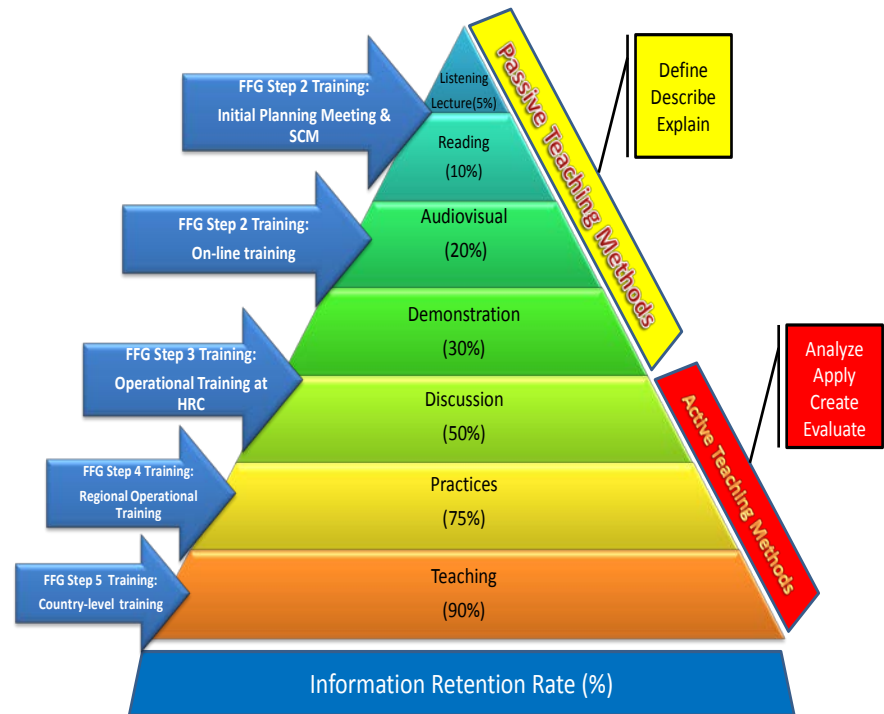 FFG Step 2 Training:
Initial Planning Meeting &
SCM
FFG Step 2 Training:
On-line training
FFG Step 3 Training:
Operational Training at
HRC
FFG Step 4 Training:
Regional Operational
Training
FFG Step 5 Training:
Country-level training
Listening
Lecture(5%)
Reading
(10%)
Audiovisual
(20%)
Demonstration
(30%)
Discussion
(50%)
Practices
(75%)
Teaching
(90%)
Passive Teaching Methods
Active Teaching Methods
Define
Describe
Explain
Analyze
Apply
Create
Evaluate
Information Retention Rate (%)